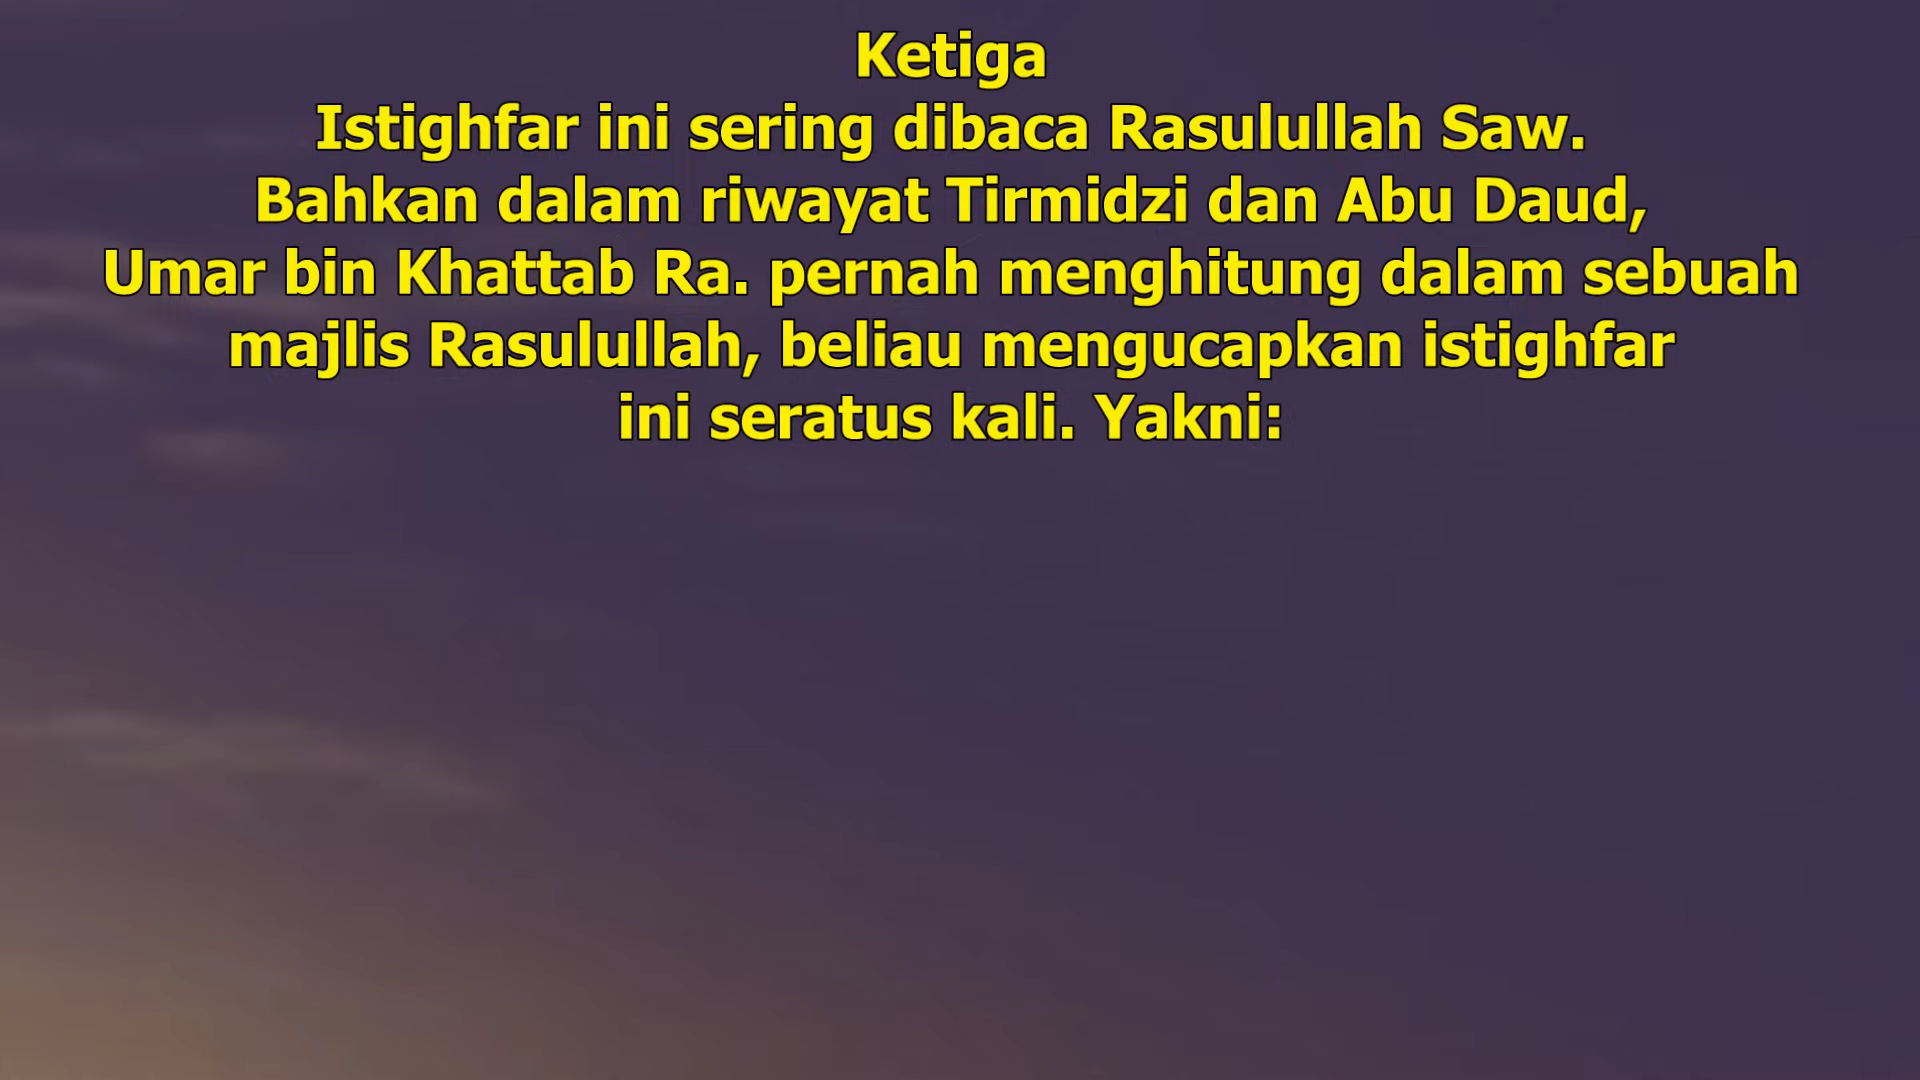 Ketiga
Istighfar ini sering dibaca Rasulullah Saw.
Bahkan dalam riwayat Tirmidzi dan Abu Daud,
Umar bin Khattab Ra. pernah menghitung dalam sebuah
majlis Rasulullah, beliau mengucapkan istighfar
ini seratus kali. Yakni: